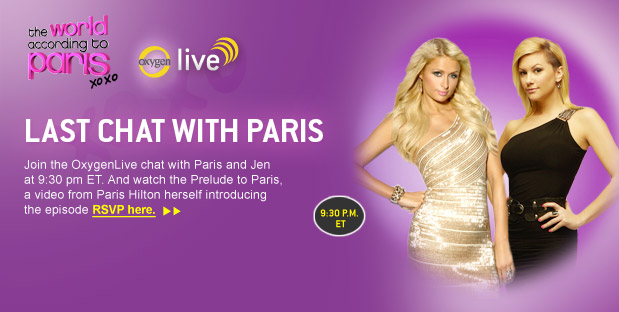 the world
according to
paris
xoxo
oxygen live
LAST CHAT WITH PARIS
Join the OxygenLive chat with Paris and Jen
at 9:30 pm ET. And watch the Prelude to Paris,
a video from Paris Hilton herself introducing
the episode RSVP here.
9:30 P.M.
ET